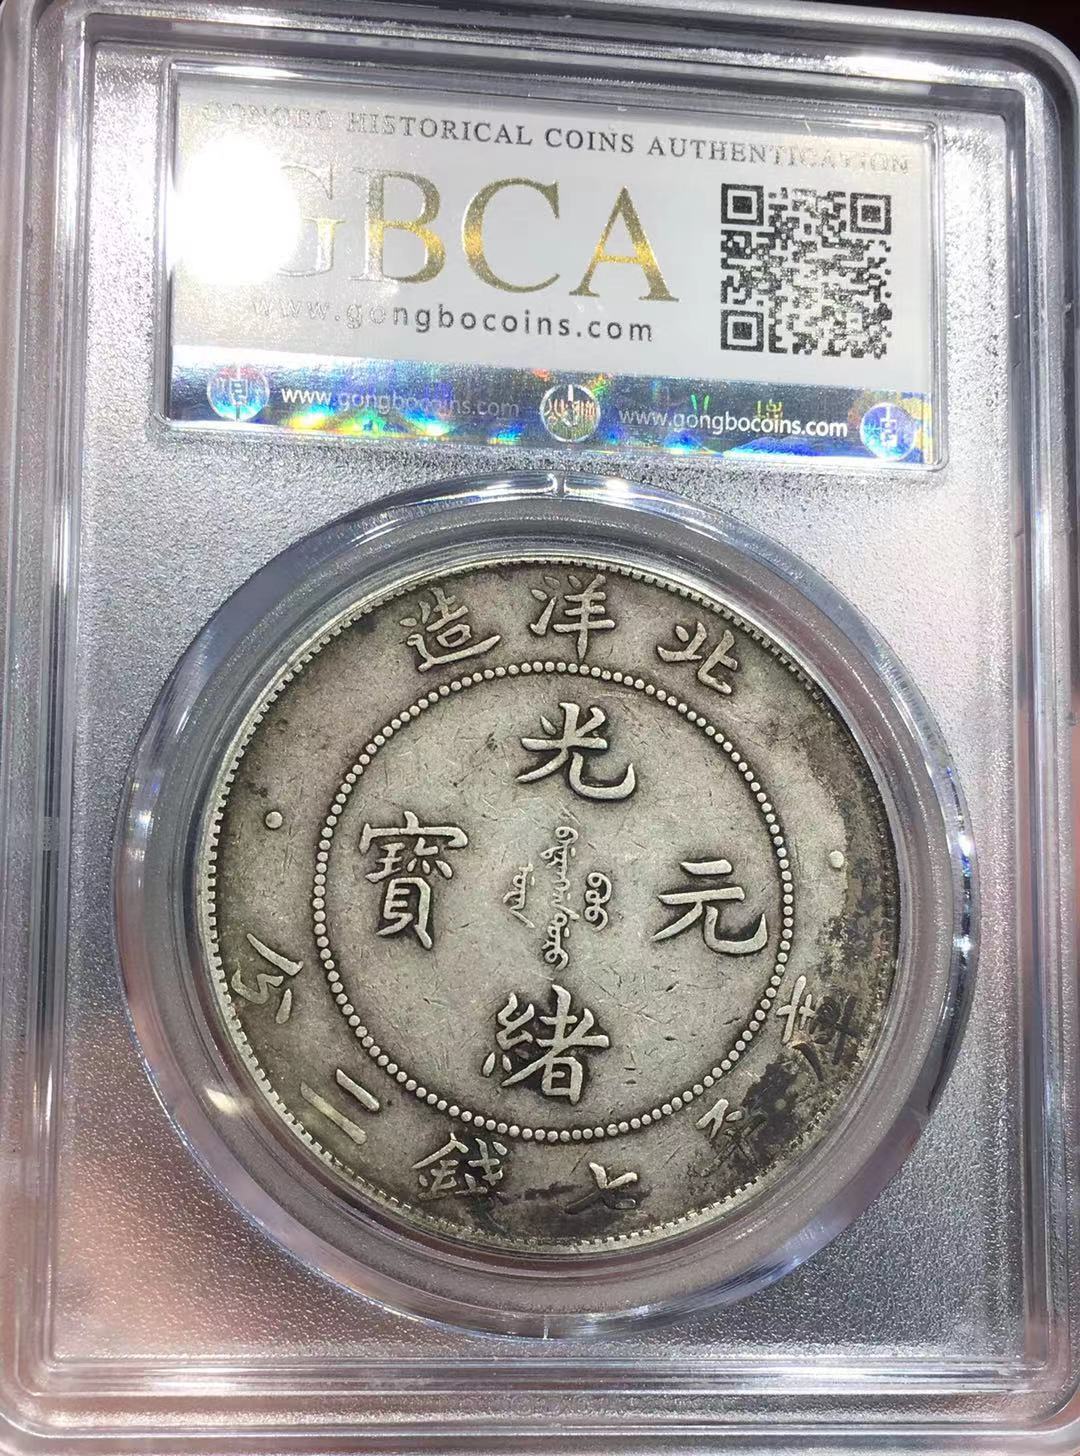 GONGBO HISTORICAL COINS AUTHENTICATION
GBCA
www.gongbocoins.com
www.gongbocoins.com www.gongbocoins.com
北洋造
光緒元寶
庫平七錢二分